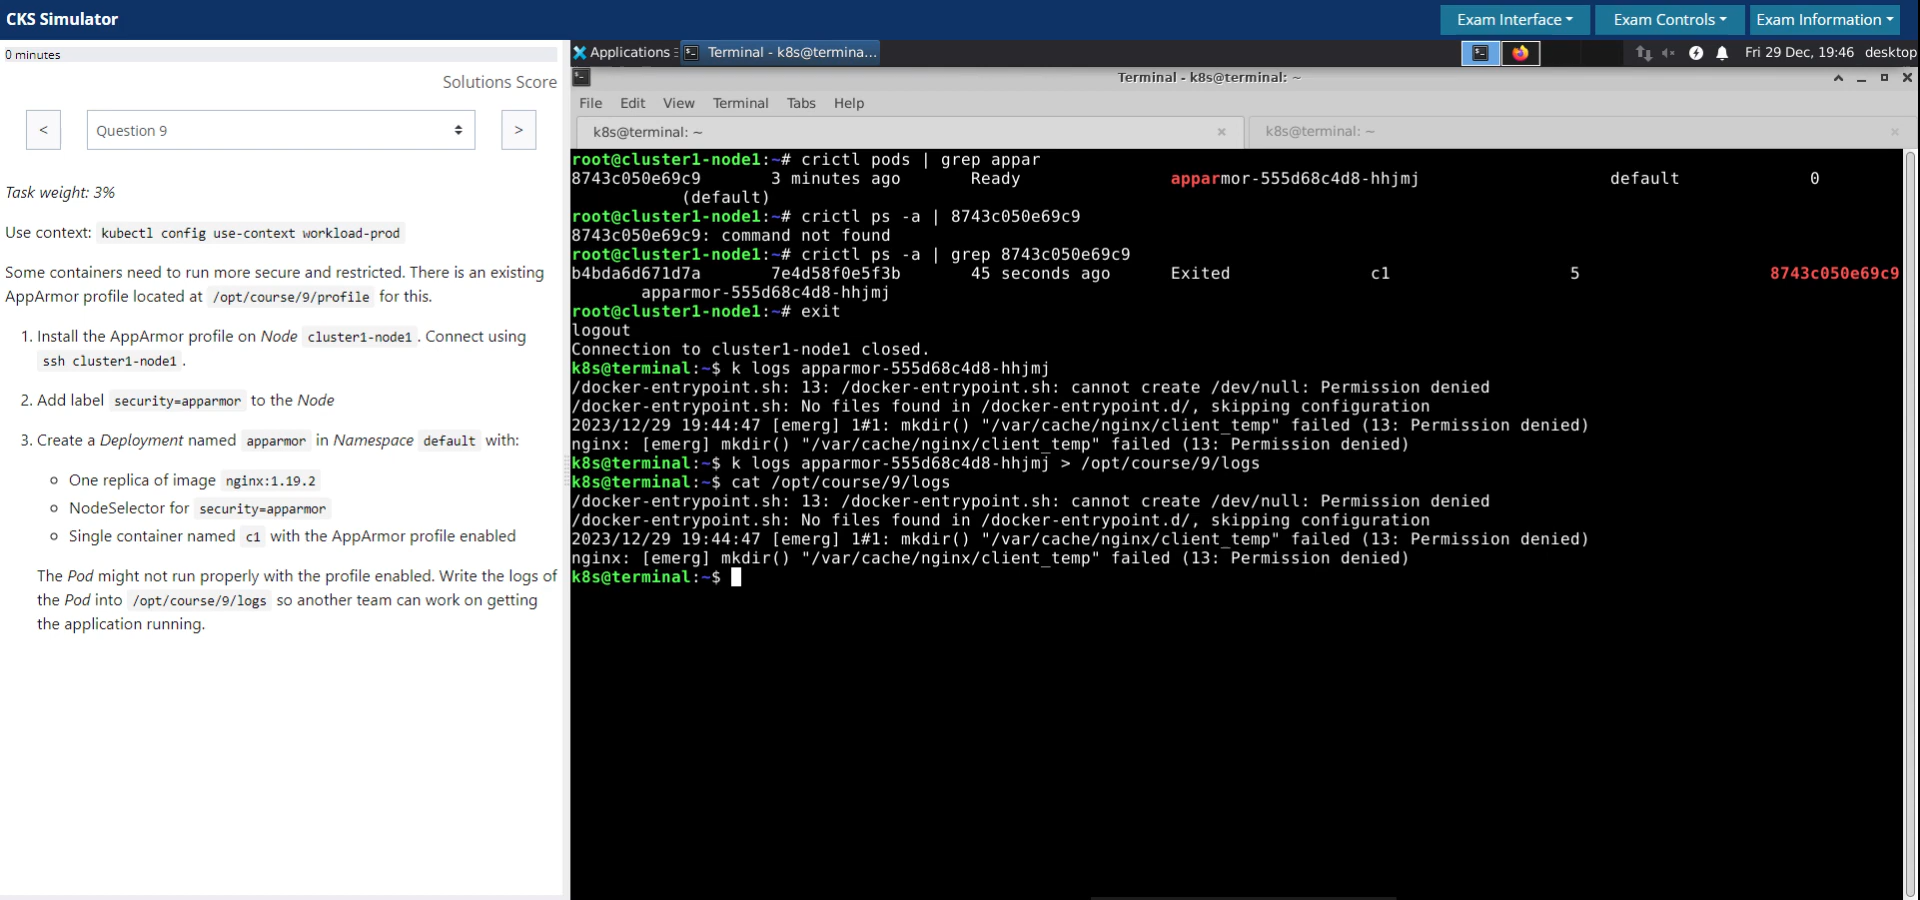 CKS Simulator
Exam Interface
Exam Controls
Exam Information
0 minutes
Solutions Score
<
Question 9
>
Task weight: 3%
Use context: kubectl config use-context workload-prod
Some containers need to run more secure and restricted. There is an existing
AppArmor profile located at /opt/course/9/profile for this.
1. Install the AppArmor profile on Node cluster1-node1 . Connect using
ssh cluster1-node1 .
2. Add label security=apparmor to the Node
3. Create a Deployment named apparmor in Namespace default with:
One replica of image nginx:1.19.2
NodeSelector for security=apparmor
Single container named c1 with the AppArmor profile enabled
The Pod might not run properly with the profile enabled. Write the logs of
the Pod into /opt/course/9/logs so another team can work on getting
the application running.
Applications
Terminal - k8s@termina...
Fri 29 Dec, 19:46 desktop
Terminal - k8s@terminal: ~
File Edit View Terminal Tabs Help
k8s@terminal: ~
k8s@terminal: ~
root@cluster1-node1:~# crictl pods | grep appar
8743c050e69c9 3 minutes ago Ready apparmor-555d68c4d8-hhjmj default 0
(default)
root@cluster1-node1:~# crictl ps -a | 8743c050e69c9
8743c050e69c9: command not found
root@cluster1-node1:~# crictl ps -a | grep 8743c050e69c9
b4bda6d671d7a 7e4d58f0e5f3b 45 seconds ago Exited c1 5 8743c050e69c9
apparmor-555d68c4d8-hhjmj
root@cluster1-node1:~# exit
logout
Connection to cluster1-node1 closed.
k8s@terminal:~$ k logs apparmor-555d68c4d8-hhjmj
/docker-entrypoint.sh: 13: /docker-entrypoint.sh: cannot create /dev/null: Permission denied
/docker-entrypoint.sh: No files found in /docker-entrypoint.d/, skipping configuration
2023/12/29 19:44:47 [emerg] 1#1: mkdir() "/var/cache/nginx/client_temp" failed (13: Permission denied)
nginx: [emerg] mkdir() "/var/cache/nginx/client_temp" failed (13: Permission denied)
k8s@terminal:~$ k logs apparmor-555d68c4d8-hhjmj > /opt/course/9/logs
k8s@terminal:~$ cat /opt/course/9/logs
/docker-entrypoint.sh: 13: /docker-entrypoint.sh: cannot create /dev/null: Permission denied
/docker-entrypoint.sh: No files found in /docker-entrypoint.d/, skipping configuration
2023/12/29 19:44:47 [emerg] 1#1: mkdir() "/var/cache/nginx/client_temp" failed (13: Permission denied)
nginx: [emerg] mkdir() "/var/cache/nginx/client_temp" failed (13: Permission denied)
k8s@terminal:~$